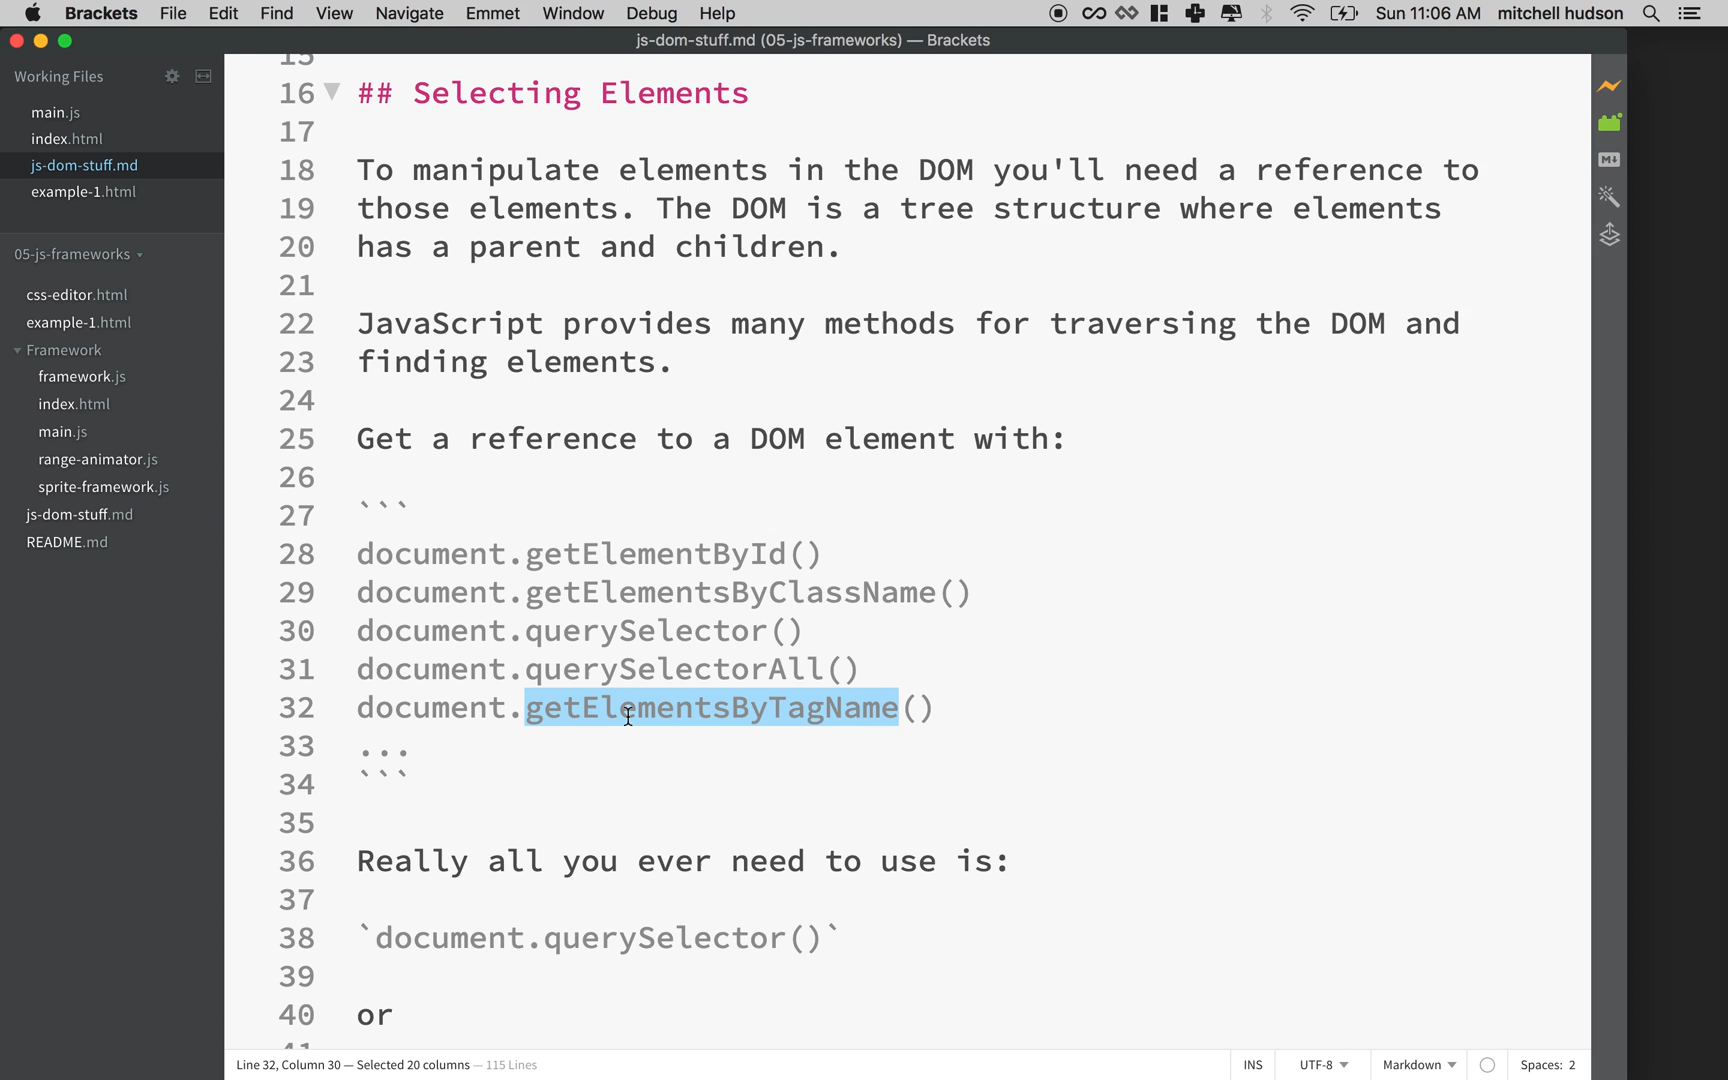 Brackets File Edit Find View Navigate Emmet Window Debug Help Sun 11:06 AM mitchell hudson
js-dom-stuff.md (05-js-frameworks) — Brackets
Working Files
main.js
index.html
js-dom-stuff.md
example-1.html
05-js-frameworks
css-editor.html
example-1.html
Framework
framework.js
index.html
main.js
range-animator.js
sprite-framework.js
js-dom-stuff.md
README.md
15
16 ## Selecting Elements
17
18 To manipulate elements in the DOM you'll need a reference to
19 those elements. The DOM is a tree structure where elements
20 has a parent and children.
21
22 JavaScript provides many methods for traversing the DOM and
23 finding elements.
24
25 Get a reference to a DOM element with:
26
27 ```
28 document.getElementById()
29 document.getElementsByClassName()
30 document.querySelector()
31 document.querySelectorAll()
32 document.getElementsByTagName()
33 ...
34 ```
35
36 Really all you ever need to use is:
37
38 `document.querySelector()`
39
40 or
41
Line 32, Column 30 — Selected 20 columns — 115 Lines INS UTF-8 Markdown Spaces: 2